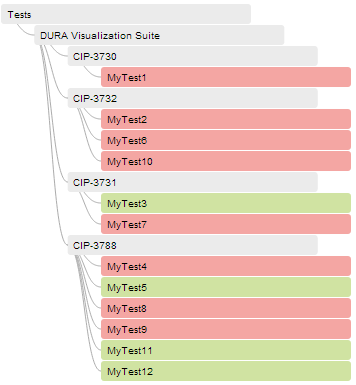 Tests
DURA Visualization Suite
CIP-3730
MyTest1
CIP-3732
MyTest2
MyTest6
MyTest10
CIP-3731
MyTest3
MyTest7
CIP-3788
MyTest4
MyTest5
MyTest8
MyTest9
MyTest11
MyTest12